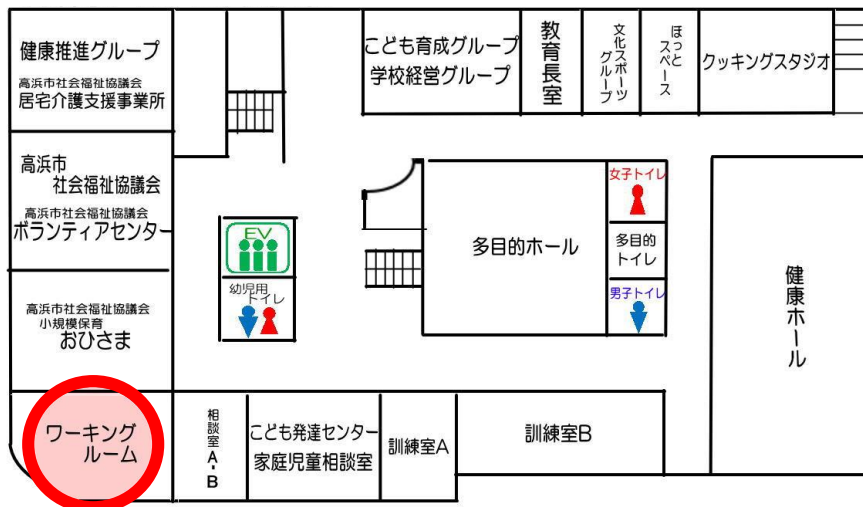 健康推進グループ
高浜市社会福祉協議会
居宅介護支援事業所
こども育成グループ
学校経営グループ
教育長室
文化スポーツ
グループ
ほっと
スペース
クッキングスタジオ
高浜市
社会福祉協議会
高浜市社会福祉協議会
ボランティアセンター
EV
幼児用
トイレ
多目的ホール
女子トイレ
多目的
トイレ
男子トイレ
健康ホール
高浜市社会福祉協議会
小規模保育
おひさま
ワーキング
ルーム
相談室A・B
こども発達センター
家庭児童相談室
訓練室A
訓練室B